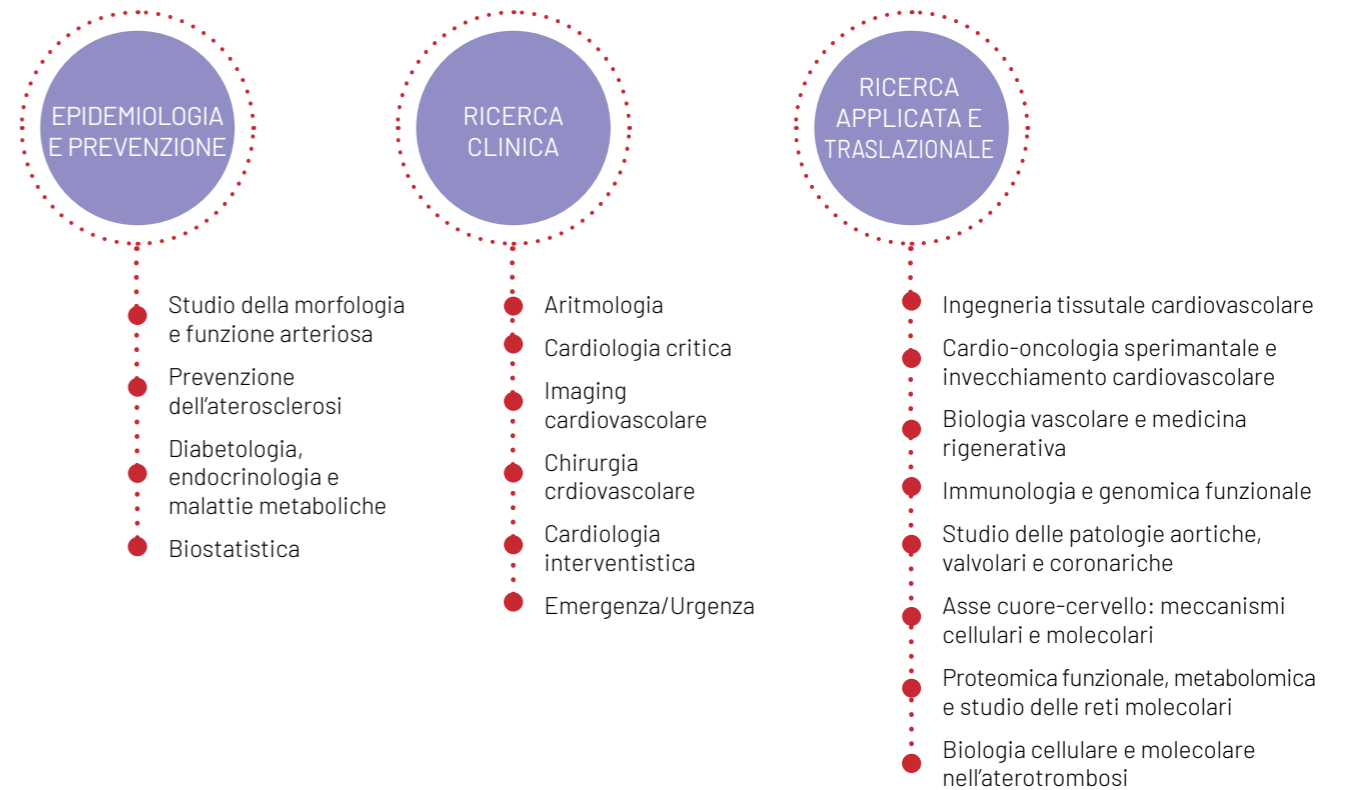 EPIDEMIOLOGIA
E PREVENZIONE
Studio della morfologia
e funzione arteriosa
Prevenzione
dell'aterosclerosi
Diabetologia,
endocrinologia e
malattie metaboliche
Biostatistica
RICERCA
CLINICA
Aritmologia
Cardiologia critica
Imaging
cardiovascolare
Chirurgia
crdiovascolare
Cardiologia
interventistica
Emergenza/Urgenza
RICERCA
APPLICATA E
TRASLAZIONALE
Ingegneria tissutale cardiovascolare
Cardio-oncologia sperimantale e
invecchiamento cardiovascolare
Biologia vascolare e medicina
rigenerativa
Immunologia e genomica funzionale
Studio delle patologie aortiche,
valvolari e coronariche
Asse cuore-cervello: meccanismi
cellulari e molecolari
Proteomica funzionale, metabolomica
e studio delle reti molecolari
Biologia cellulare e molecolare
nell'aterotrombosi